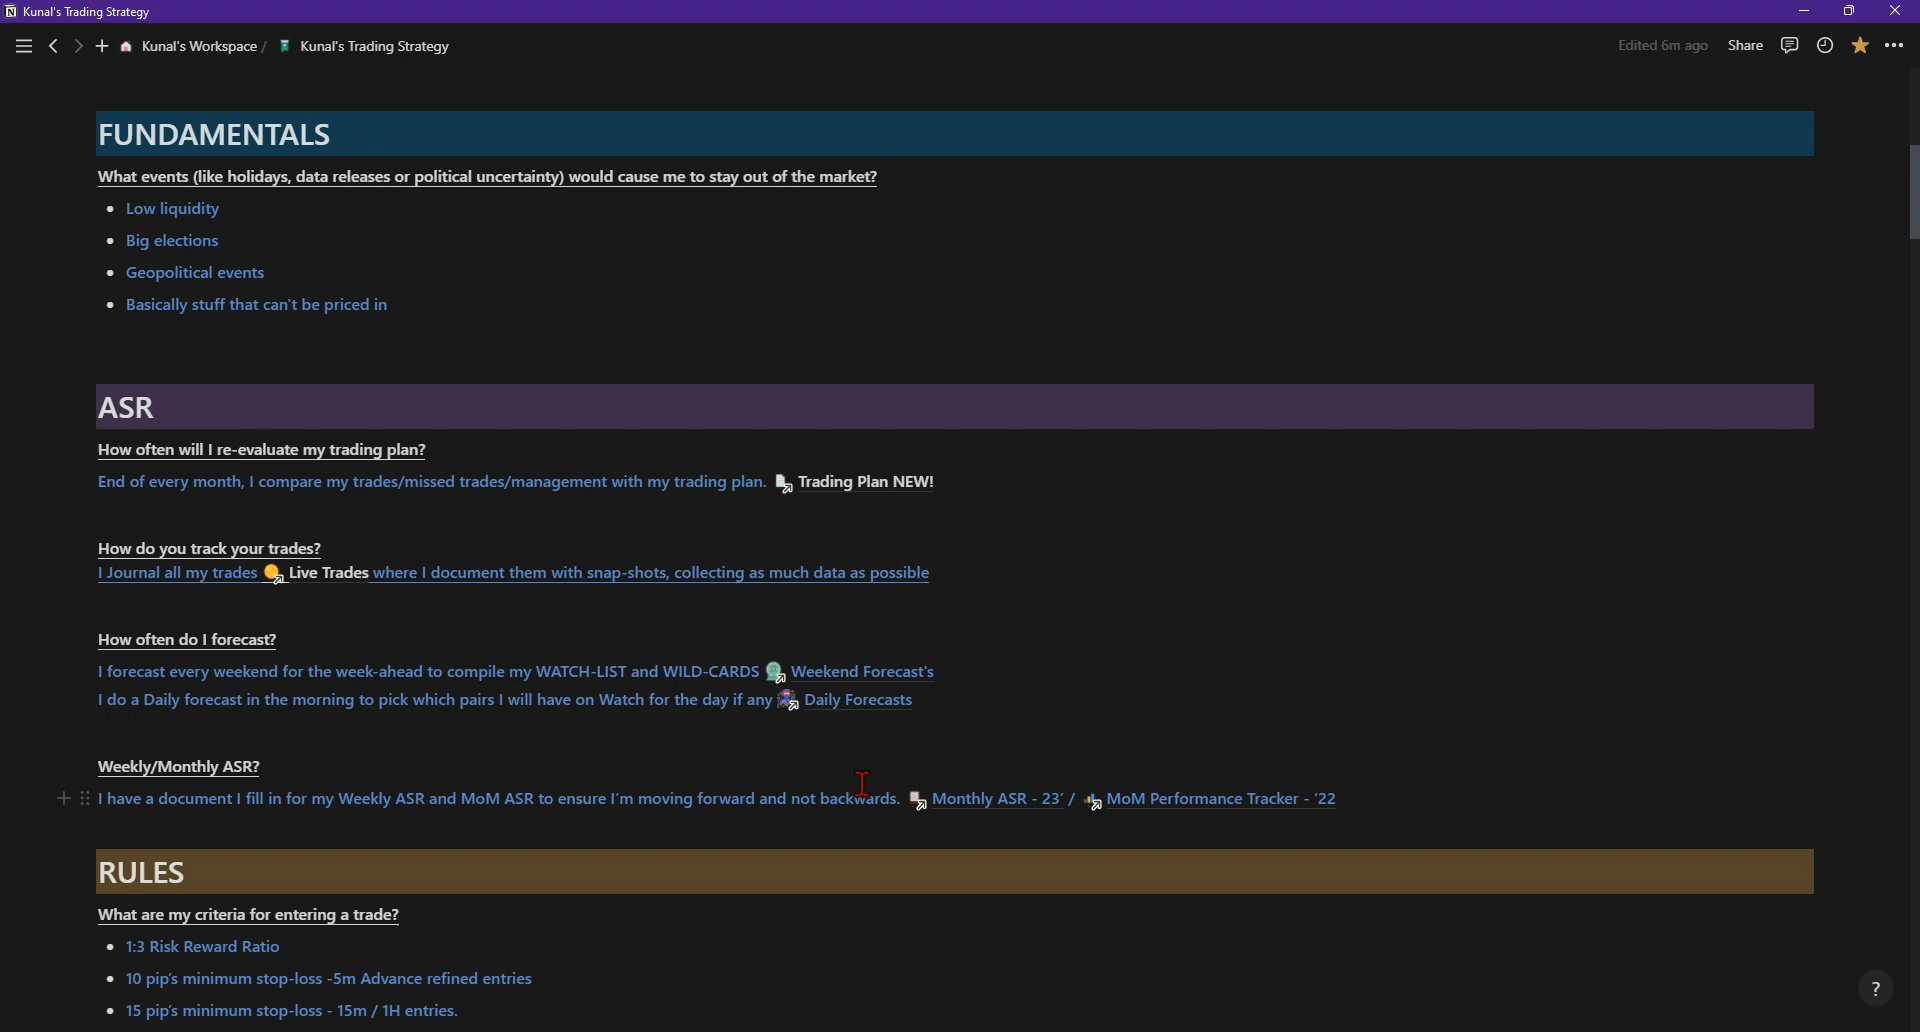 Kunal's Trading Strategy
Kunal's Workspace / Kunal's Trading Strategy
Edited 6m ago Share
FUNDAMENTALS
What events (like holidays, data releases or political uncertainty) would cause me to stay out of the market?
• Low liquidity
• Big elections
• Geopolitical events
• Basically stuff that can't be priced in
ASR
How often will I re-evaluate my trading plan?
End of every month, I compare my trades/missed trades/management with my trading plan. Trading Plan NEW!
How do you track your trades?
I Journal all my trades Live Trades where I document them with snap-shots, collecting as much data as possible
How often do I forecast?
I forecast every weekend for the week-ahead to compile my WATCH-LIST and WILD-CARDS Weekend Forecast's
I do a Daily forecast in the morning to pick which pairs I will have on Watch for the day if any Daily Forecasts
Weekly/Monthly ASR?
I have a document I fill in for my Weekly ASR and MoM ASR to ensure I'm moving forward and not backwards. Monthly ASR - 23' / MoM Performance Tracker - '22
RULES
What are my criteria for entering a trade?
• 1:3 Risk Reward Ratio
• 10 pip's minimum stop-loss -5m Advance refined entries
• 15 pip's minimum stop-loss - 15m / 1H entries.
?